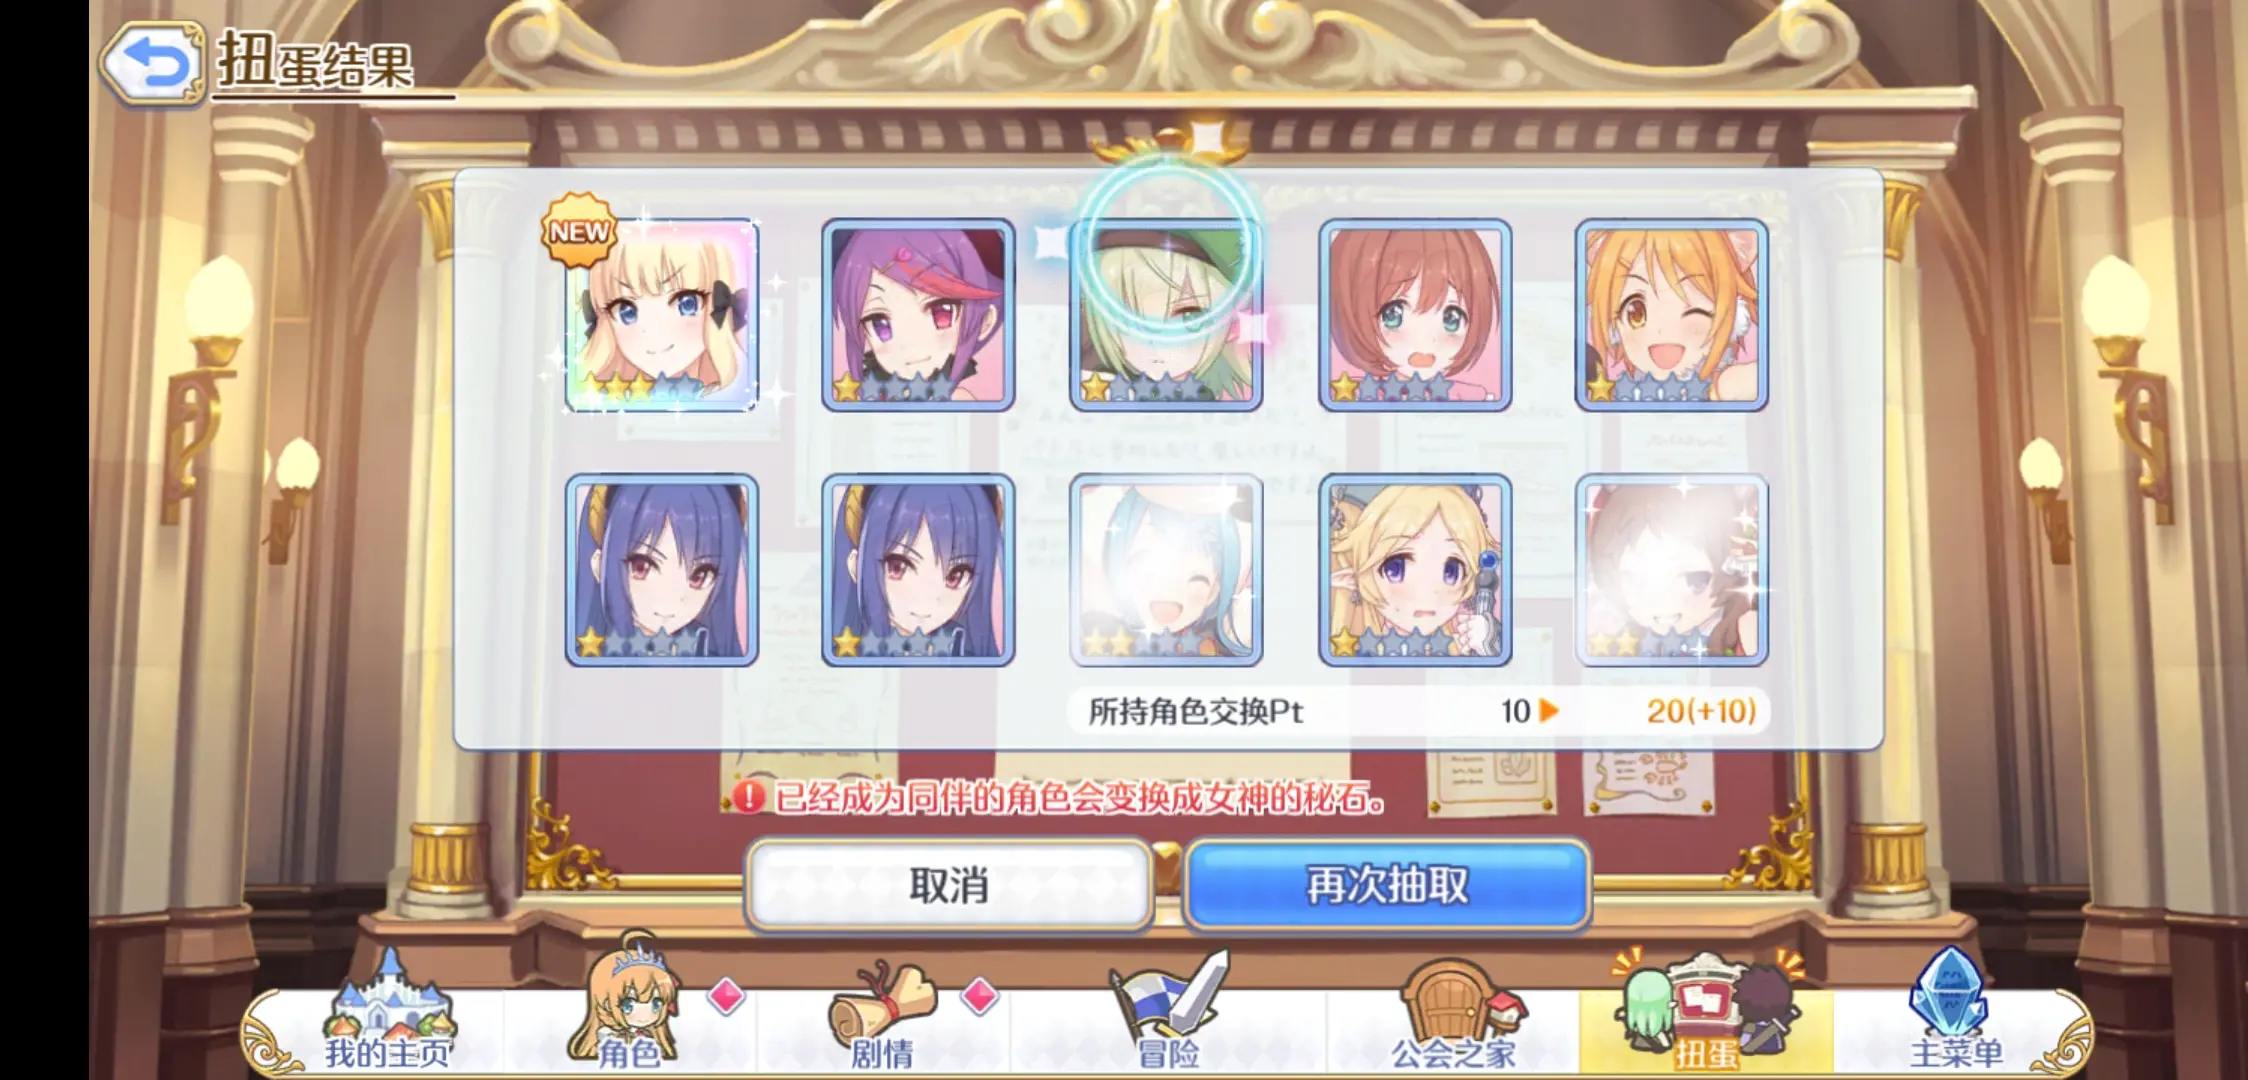 扭蛋结果
NEW
所持角色交换Pt 10 20(+10)
已经成为同伴的角色会变换成女神的秘石。
取消 再次抽取
我的主页 角色 剧情 冒险 公会之家 扭蛋 主菜单